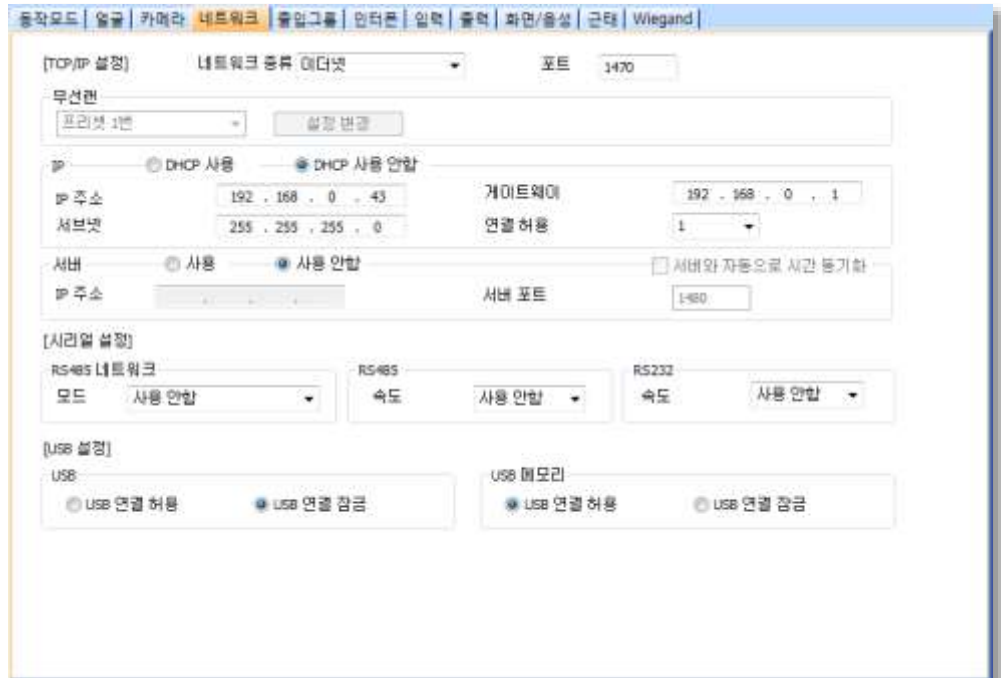 동작모드 얼굴 카메라 네트워크 출입그룹 인터폰 입력 출력 화면/음성 근태 Wiegand
[TCP/IP 설정] 네트워크 종류 이더넷 포트 1470
무선랜
프리셋 1번 설정 변경
IP DHCP 사용 DHCP 사용 안함
IP 주소 192 . 168 . 0 . 43 게이트웨이 192 . 168 . 0 . 1
서브넷 255 . 255 . 255 . 0 연결 허용 1
서버 사용 사용 안함 서버와 자동으로 시간 동기화
IP 주소 . . . 서버 포트 1480
[시리얼 설정]
RS485 네트워크 RS485 RS232
모드 사용 안함 속도 사용 안함 속도 사용 안함
[USB 설정]
USB USB 메모리
USB 연결 허용 USB 연결 잠금 USB 연결 허용 USB 연결 잠금